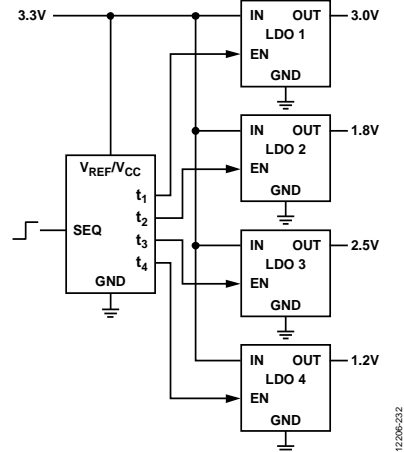 3.3V
IN OUT 3.0V
LDO 1
EN
GND
IN OUT 1.8V
LDO 2
EN
GND
VREF/VCC
t1
t2
SEQ
t3
t4
GND
IN OUT 2.5V
LDO 3
EN
GND
IN OUT 1.2V
LDO 4
EN
GND
12206-232